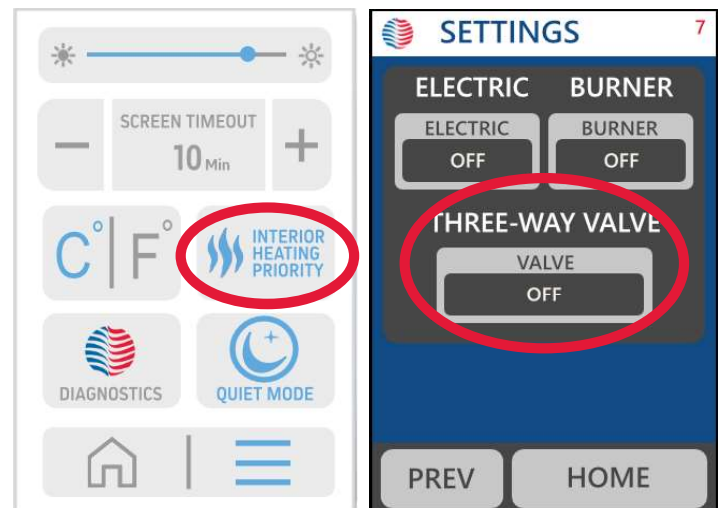 SCREEN TIMEOUT
10 Min
C° | F°
INTERIOR
HEATING
PRIORITY
DIAGNOSTICS
QUIET MODE
SETTINGS 7
ELECTRIC BURNER
ELECTRIC BURNER
OFF OFF
THREE-WAY VALVE
VALVE
OFF
PREV HOME